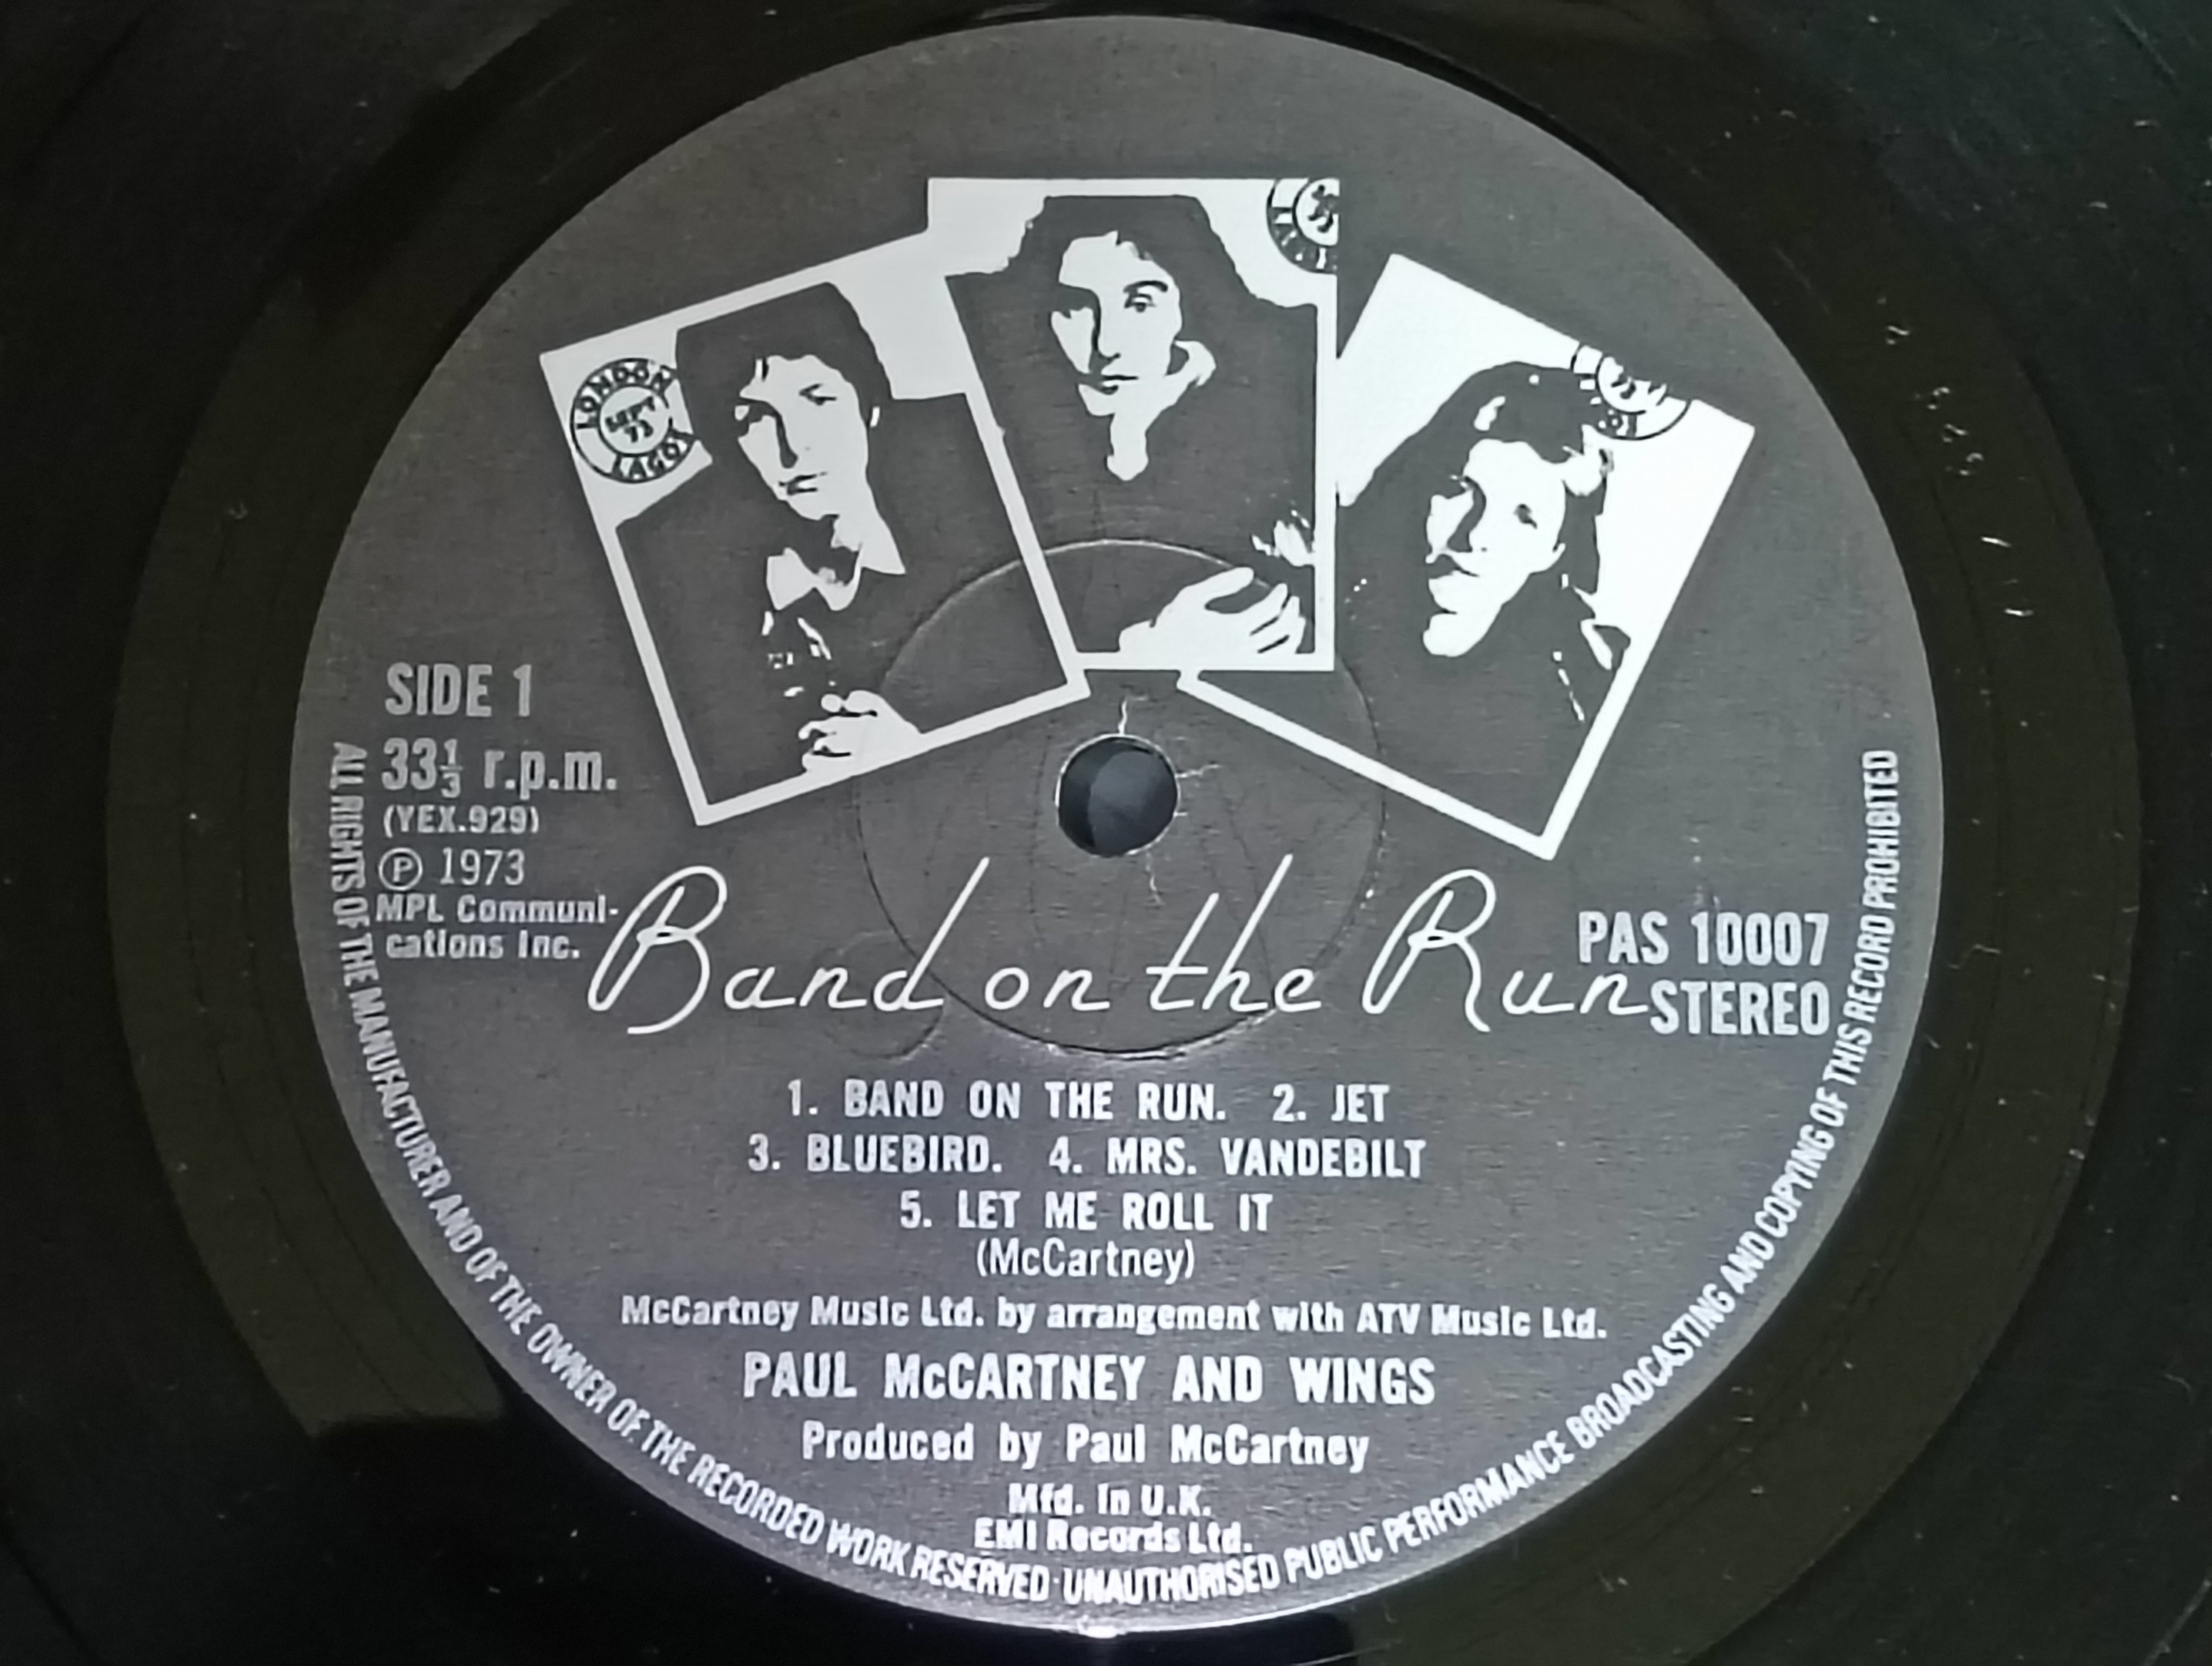 LONDON
SEPT
73
LAGOS
SIDE 1
33⅓ r.p.m.
(YEX.929)
Ⓟ 1973
MPL Communi-
cations Inc.
Band on the Run
PAS 10007
STEREO
1. BAND ON THE RUN. 2. JET
3. BLUEBIRD. 4. MRS. VANDEBILT
5. LET ME ROLL IT
(McCartney)
McCartney Music Ltd. by arrangement with ATV Music Ltd.
PAUL McCARTNEY AND WINGS
Produced by Paul McCartney
Mfd. In U.K.
EMI Records Ltd.
ALL RIGHTS OF THE MANUFACTURER AND OF THE OWNER OF THE RECORDED WORK RESERVED·UNAUTHORISED PUBLIC PERFORMANCE BROADCASTING AND COPYING OF THIS RECORD PROHIBITED